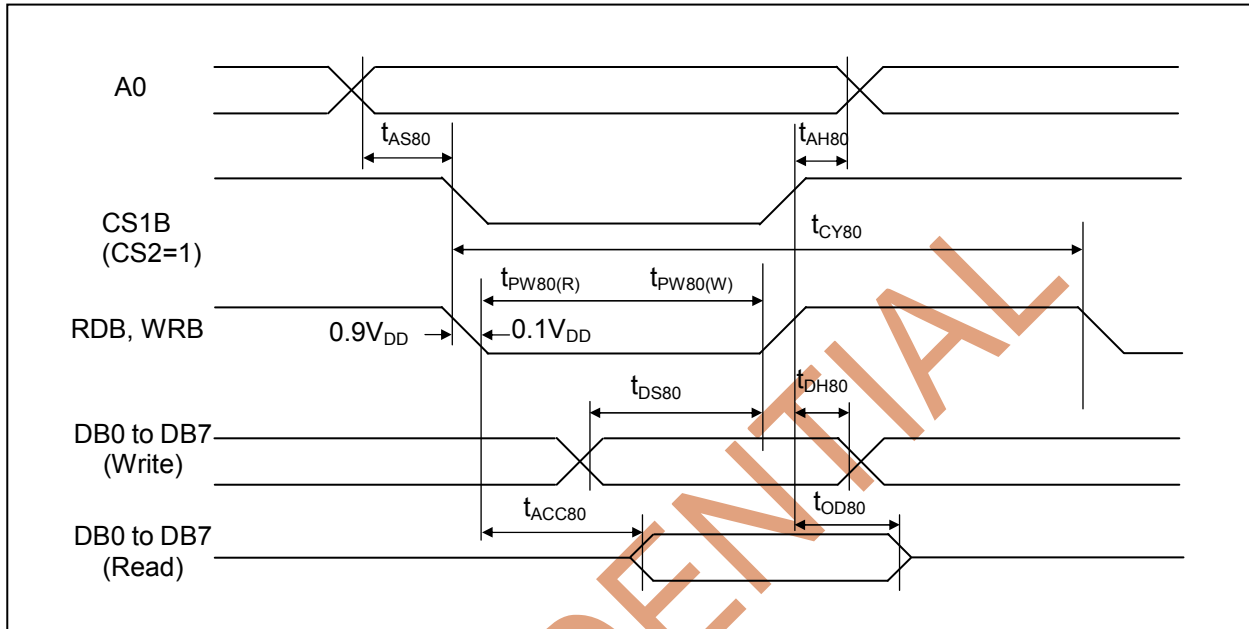 A0
tAS80
tAH80
CS1B
(CS2=1)
tCY80
tPW80(R)
tPW80(W)
RDB, WRB
0.9VDD
0.1VDD
tDS80
tDH80
DB0 to DB7
(Write)
tACC80
tOD80
DB0 to DB7
(Read)
ENTIAL